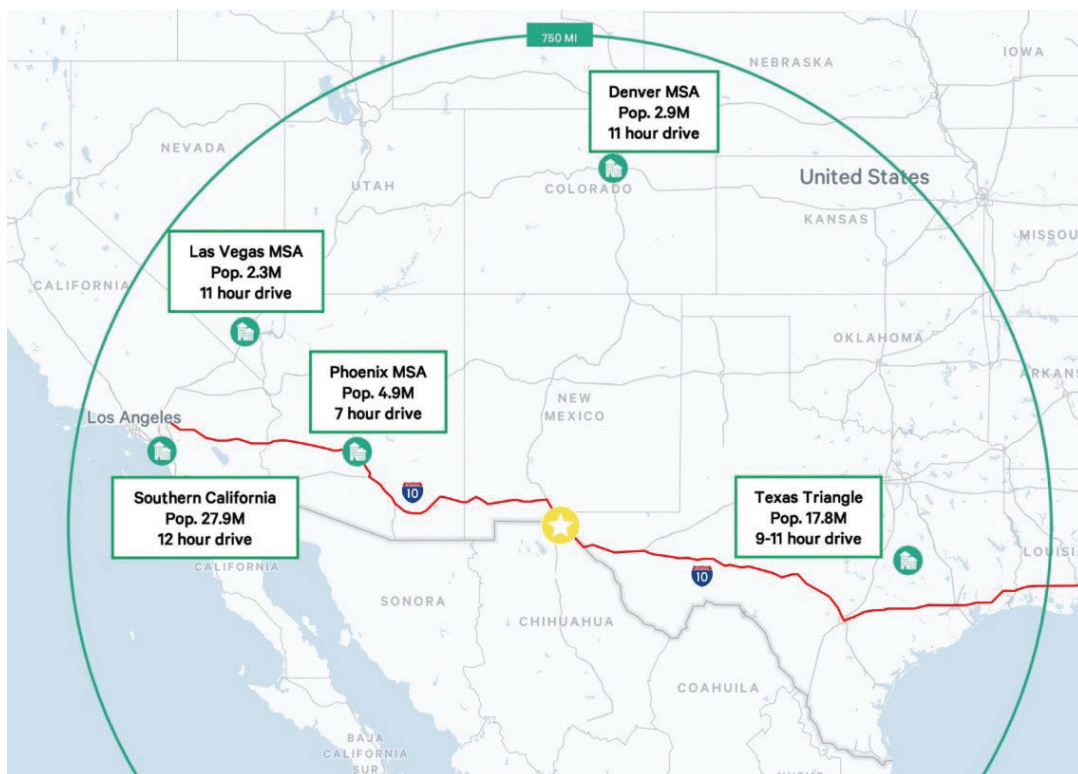 750 MI
IOWA
NEBRASKA
Denver MSA
Pop. 2.9M
11 hour drive
NEVADA
UTAH
COLORADO
United States
KANSAS
MISSOU
Las Vegas MSA
Pop. 2.3M
11 hour drive
CALIFORNIA
OKLAHOMA
Phoenix MSA
Pop. 4.9M
7 hour drive
ARKANS
NEW
MEXICO
Los Angeles
Southern California
Pop. 27.9M
12 hour drive
10
Texas Triangle
Pop. 17.8M
9-11 hour drive
LOUISIA
CALIFORNIA
10
SONORA
CHIHUAHUA
COAHUILA
BAJA
CALIFORNIA
SUR